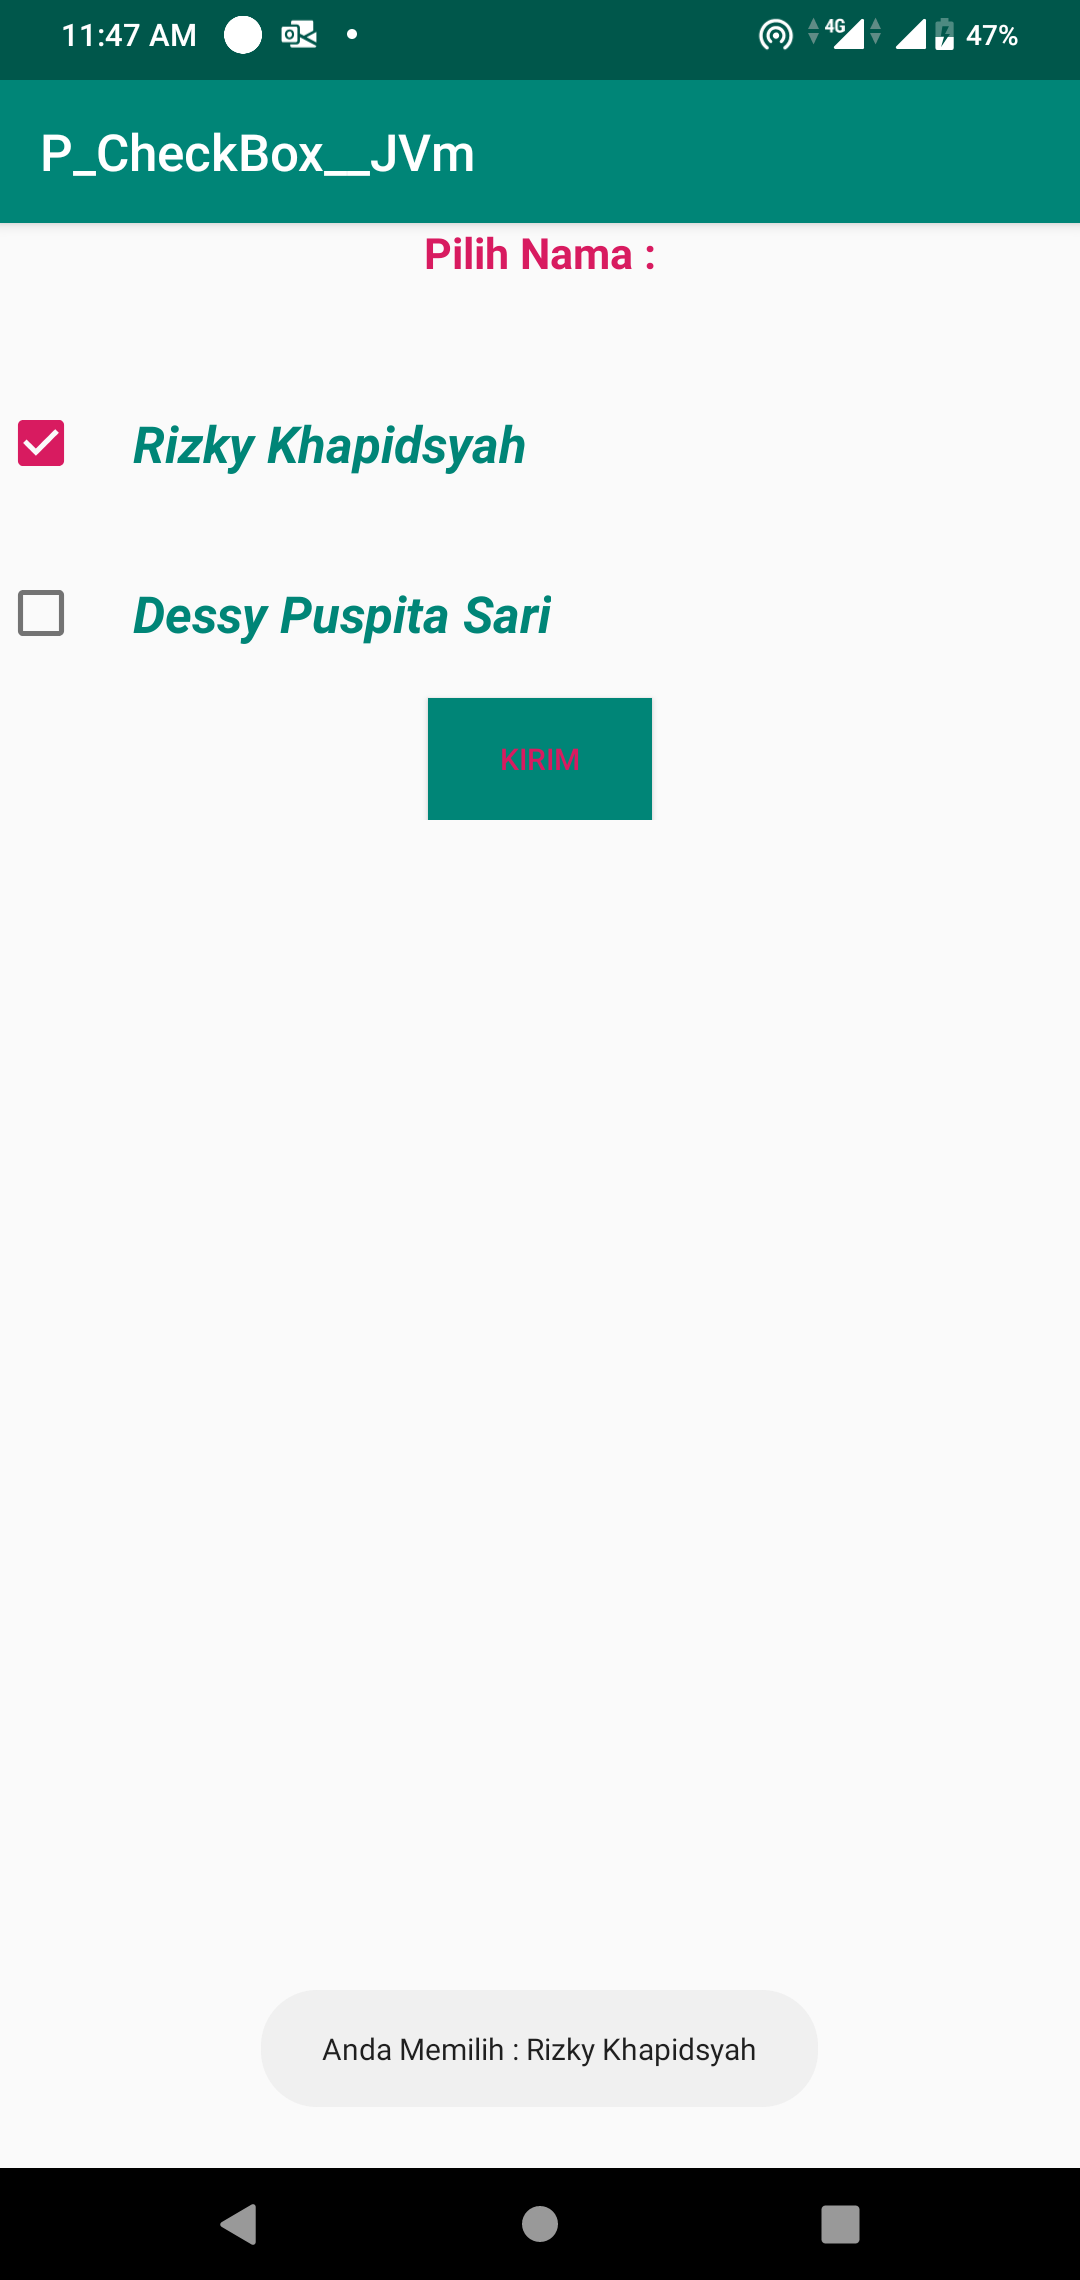 11:47 AM
4G
47%
P_CheckBox__JVm
Pilih Nama :
Rizky Khapidsyah
Dessy Puspita Sari
KIRIM
Anda Memilih : Rizky Khapidsyah